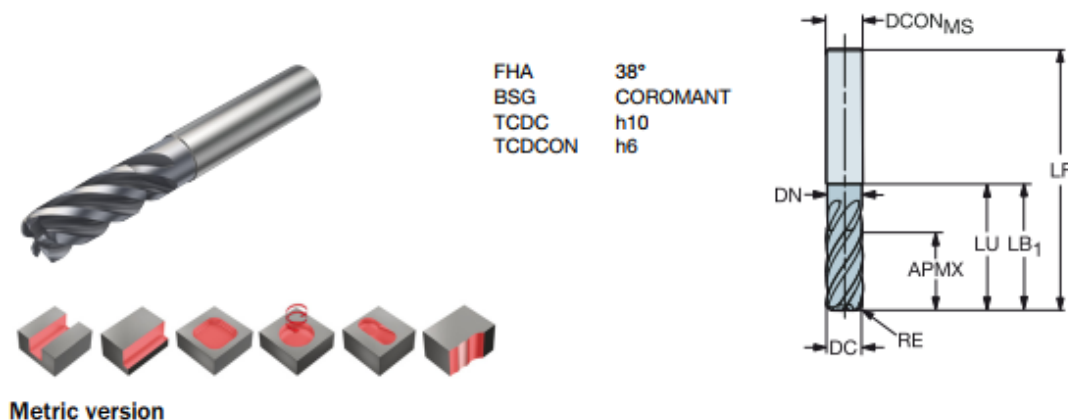 FHA 38°
BSG COROMANT
TCDC h10
TCDCON h6
DCONMS
LF
DN
LU
LB1
APMX
RE
DC
Metric version